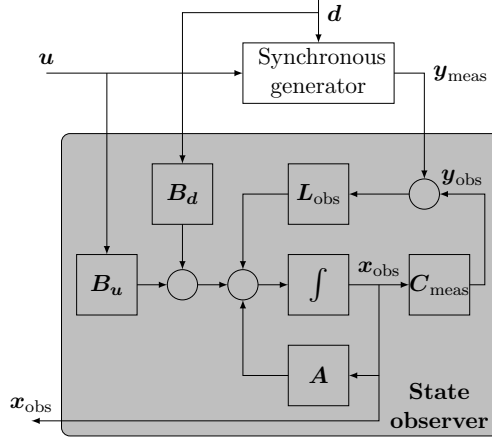 d
u
Synchronous
generator
y_meas
B_d
L_obs
y_obs
B_u
∫
x_obs
C_meas
A
State
observer
x_obs